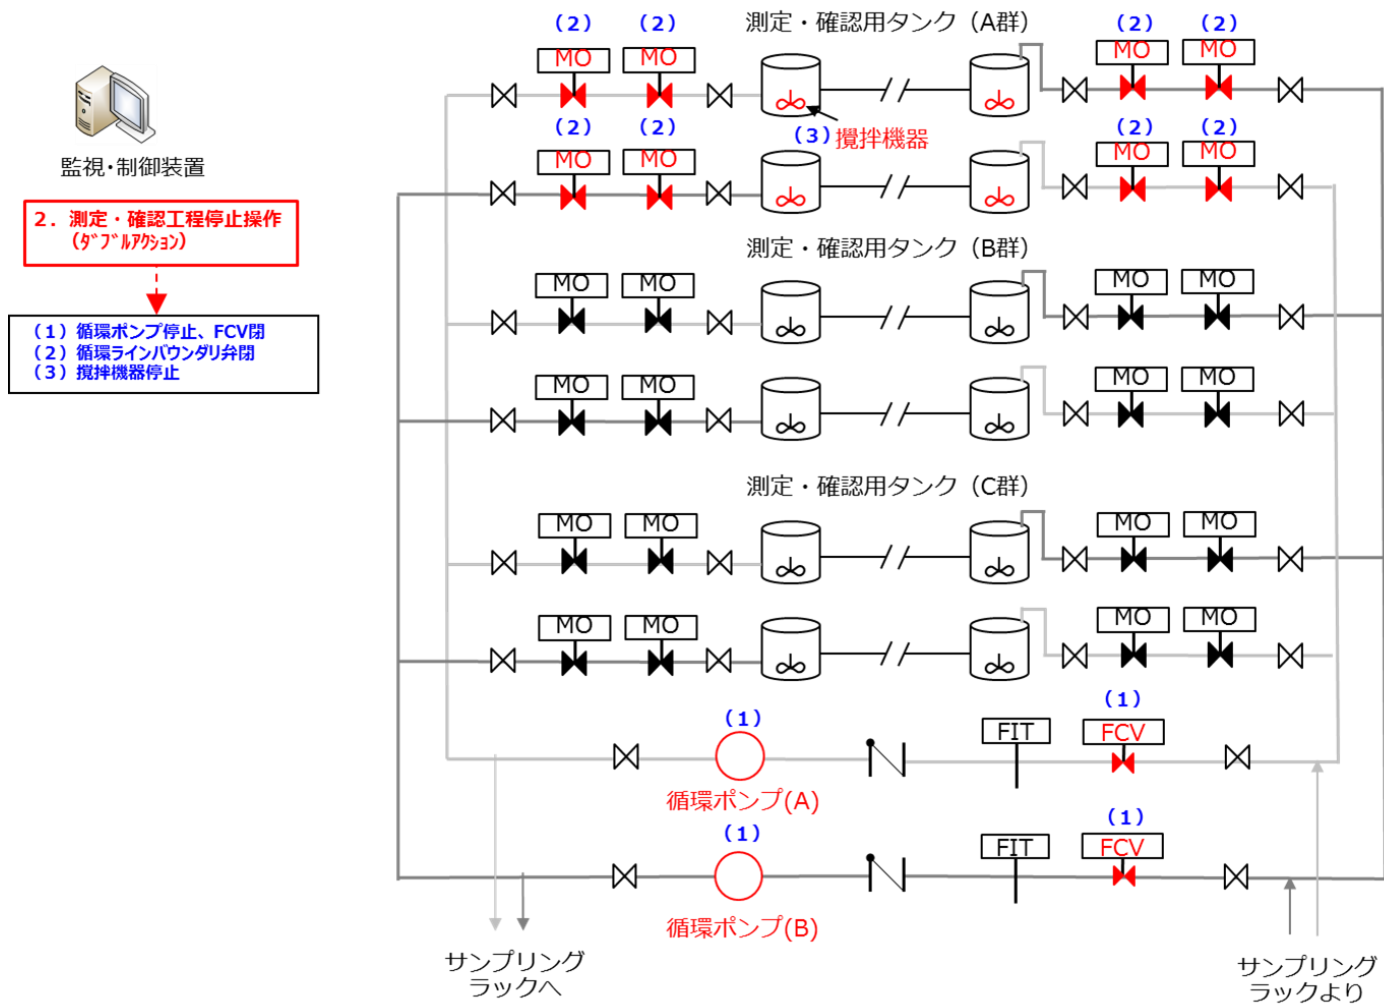 （2）
（2）
測定・確認用タンク（A群）
（2）
（2）
MO
MO
MO
MO
（3）攪拌機器
（2）
（2）
（2）
（2）
MO
MO
MO
MO
監視・制御装置
2．測定・確認工程停止操作
（ﾀﾞﾌﾞﾙｱｸｼｮﾝ）
（1）循環ポンプ停止、FCV閉
（2）循環ラインバウンダリ弁閉
（3）攪拌機器停止
測定・確認用タンク（B群）
MO
MO
MO
MO
MO
MO
MO
MO
測定・確認用タンク（C群）
MO
MO
MO
MO
MO
MO
MO
MO
（1）
FIT
（1）
FCV
循環ポンプ(A)
（1）
FIT
（1）
FCV
循環ポンプ(B)
サンプリング
ラックへ
サンプリング
ラックより